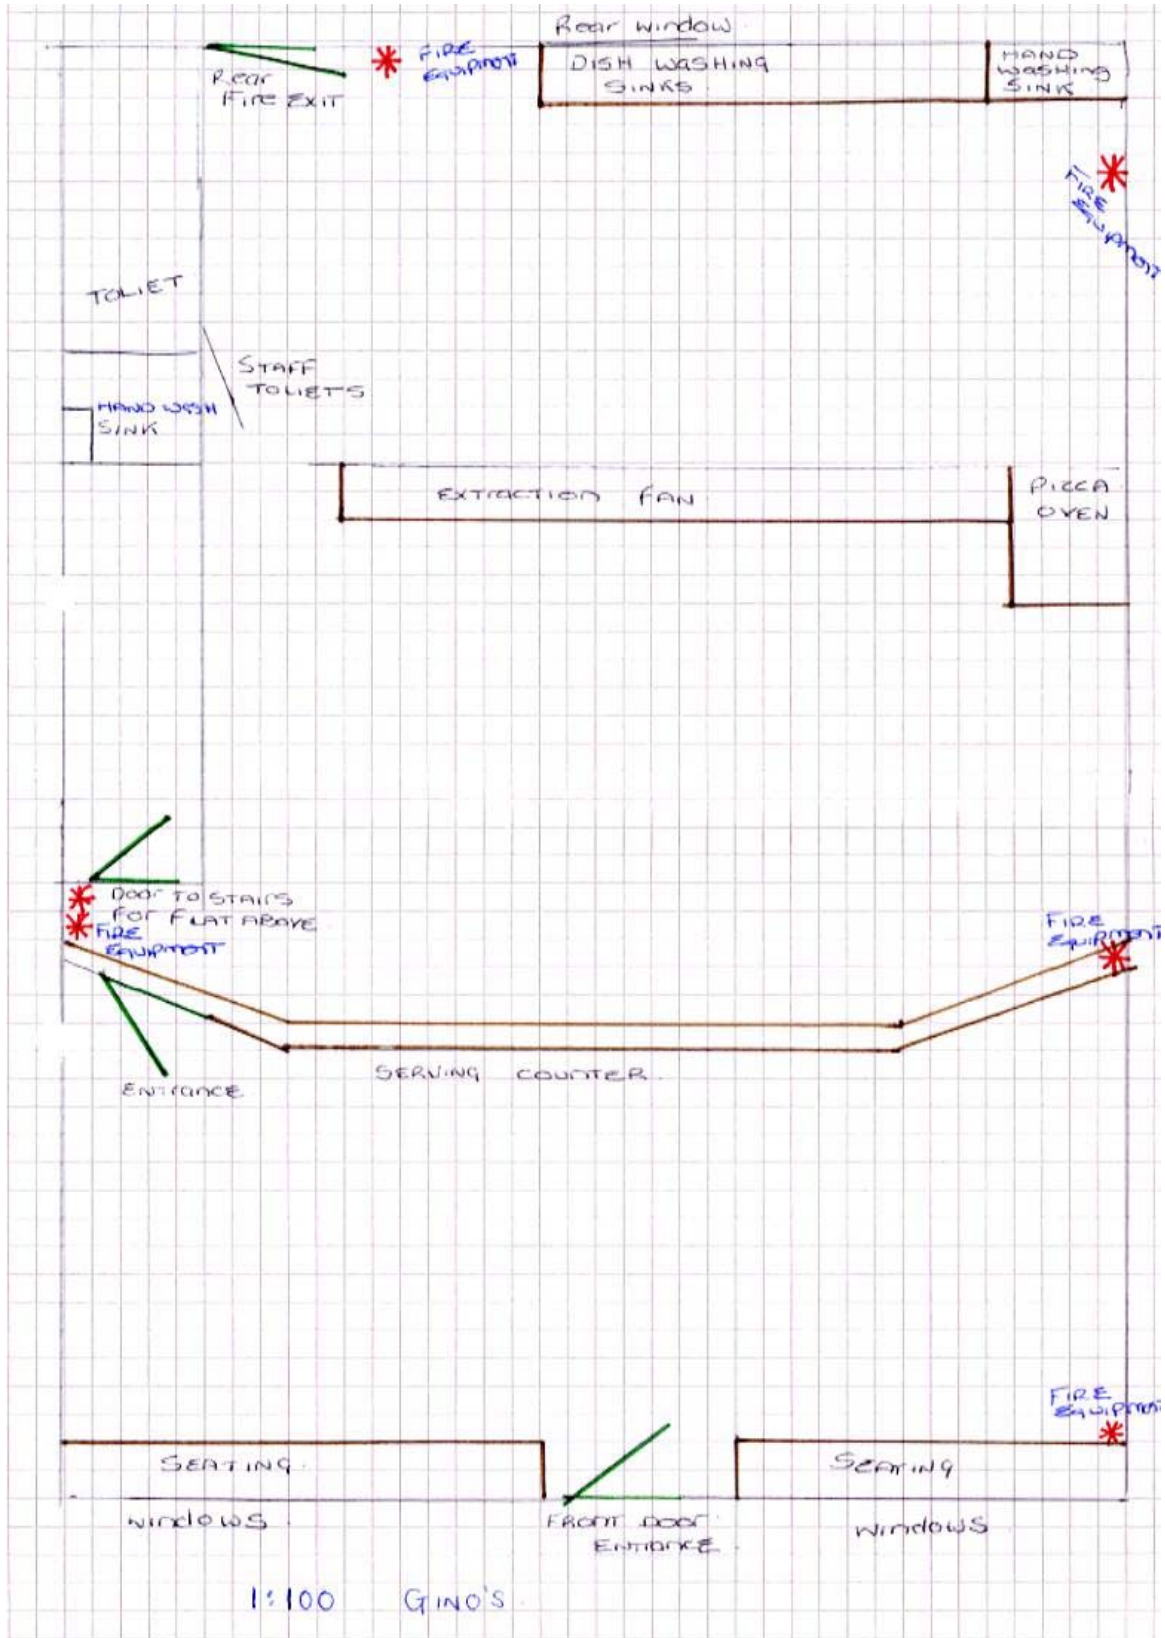 Rear window
FIRE
EQUIPMENT
Rear
FIRE EXIT
DISH WASHING
SINKS.
HAND
WASHING
SINK
FIRE
EQUIPMENT
TOLIET
STAFF
TOLIETS
HAND WASH
SINK
EXTRACTION FAN.
PIZZA
OVEN
DOOR TO STAIRS
FOR FLAT ABOVE
FIRE
EQUIPMENT
FIRE
EQUIPMENT
SERVING COUNTER.
ENTRANCE
FIRE
EQUIPMENT
SEATING.
SEATING
WINDOWS.
FRONT DOOR
ENTRANCE.
WINDOWS
1:100 GINO'S